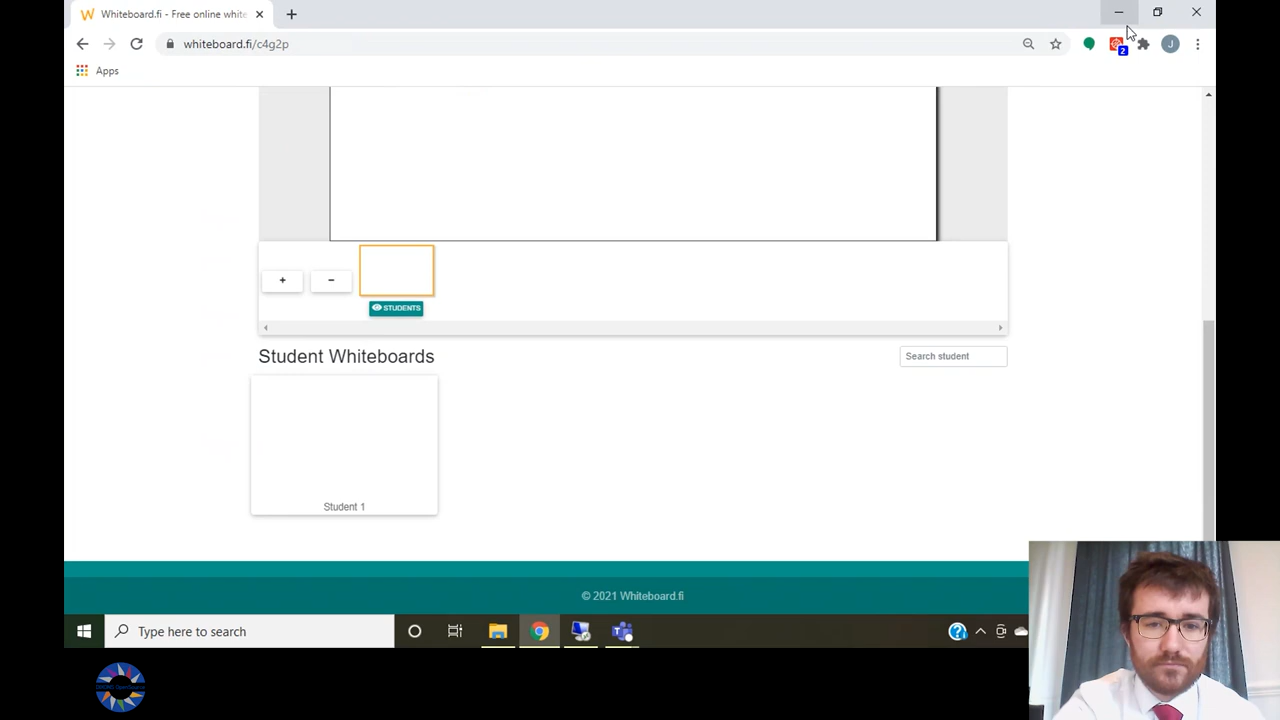 Whiteboard.fi - Free online white
whiteboard.fi/c4g2p
2
J
Apps
+
−
STUDENTS
Student Whiteboards
Search student
Student 1
© 2021 Whiteboard.fi
Type here to search